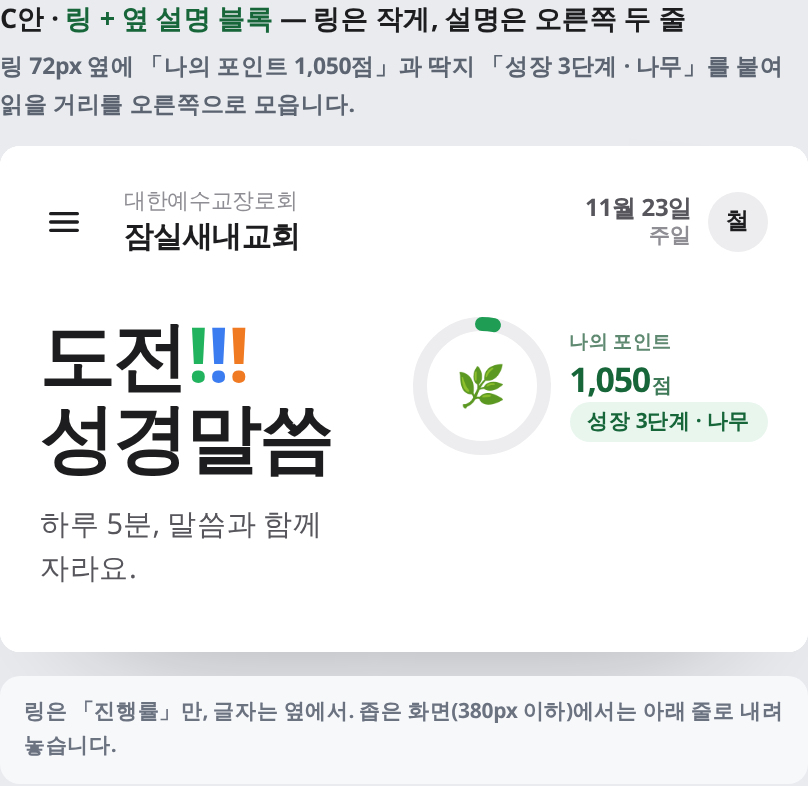 C안 · 링 + 옆 설명 블록 — 링은 작게, 설명은 오른쪽 두 줄
링 72px 옆에 「나의 포인트 1,050점」과 딱지 「성장 3단계 · 나무」를 붙여
읽을 거리를 오른쪽으로 모읍니다.
대한예수교장로회
잠실새내교회
11월 23일
주일
철
도전!!!
성경말씀
하루 5분, 말씀과 함께
자라요.
나의 포인트
1,050점
성장 3단계 · 나무
링은 「진행률」만, 글자는 옆에서. 좁은 화면(380px 이하)에서는 아래 줄로 내려
놓습니다.